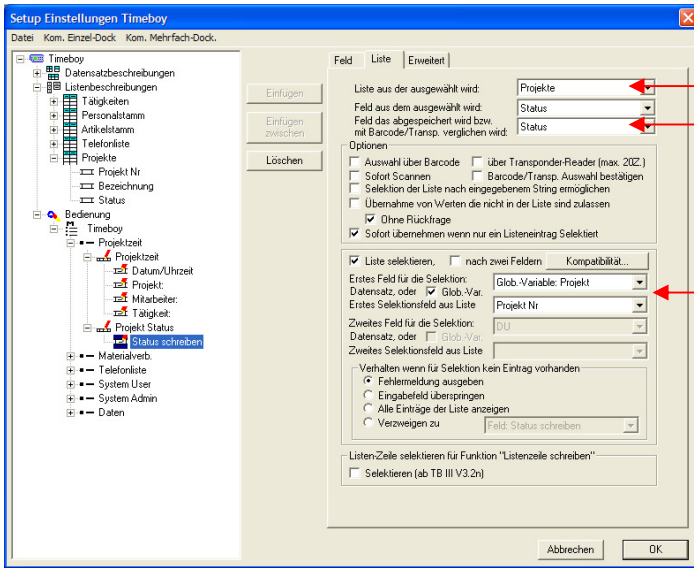 Setup Einstellungen Timeboy
Datei Kom. Einzel-Dock Kom. Mehrfach-Dock.
Timeboy
Datensatzbeschreibungen
Listenbeschreibungen
Tätigkeiten
Personalstamm
Artikelstamm
Telefonliste
Projekte
Projekt Nr
Bezeichnung
Status
Bedienung
Timeboy
Projektzeit
Projektzeit
Datum/Uhrzeit
Projekt:
Mitarbeiter:
Tätigkeit:
Projekt Status
Status schreiben
Materialverb.
Telefonliste
System User
System Admin
Daten
Einfügen
Einfügen
zwischen
Löschen
Feld Liste Erweitert
Liste aus der ausgewählt wird: Projekte
Feld aus dem ausgewählt wird: Status
Feld das abgespeichert wird bzw.
mit Barcode/Transp. verglichen wird: Status
Optionen
Auswahl über Barcode über Transponder-Reader (max. 20Z.)
Sofort Scannen Barcode/Transp. Auswahl bestätigen
Selektion der Liste nach eingegebenem String ermöglichen
Übernahme von Werten die nicht in der Liste sind zulassen
Ohne Rückfrage
Sofort übernehmen wenn nur ein Listeneintrag Selektiert
Liste selektieren, nach zwei Feldern Kompatibilität...
Erstes Feld für die Selektion: Glob.-Variable: Projekt
Datensatz, oder Glob.-Var.
Erstes Selektionsfeld aus Liste Projekt Nr
Zweites Feld für die Selektion: DU
Datensatz, oder Glob.-Var.
Zweites Selektionsfeld aus Liste
Verhalten wenn für Selektion kein Eintrag vorhanden
Fehlermeldung ausgeben
Eingabefeld überspringen
Alle Einträge der Liste anzeigen
Verzweigen zu Feld: Status schreiben
Listen-Zeile selektieren für Funktion "Listenzeile schreiben"
Selektieren (ab TB III V3.2n)
Abbrechen OK